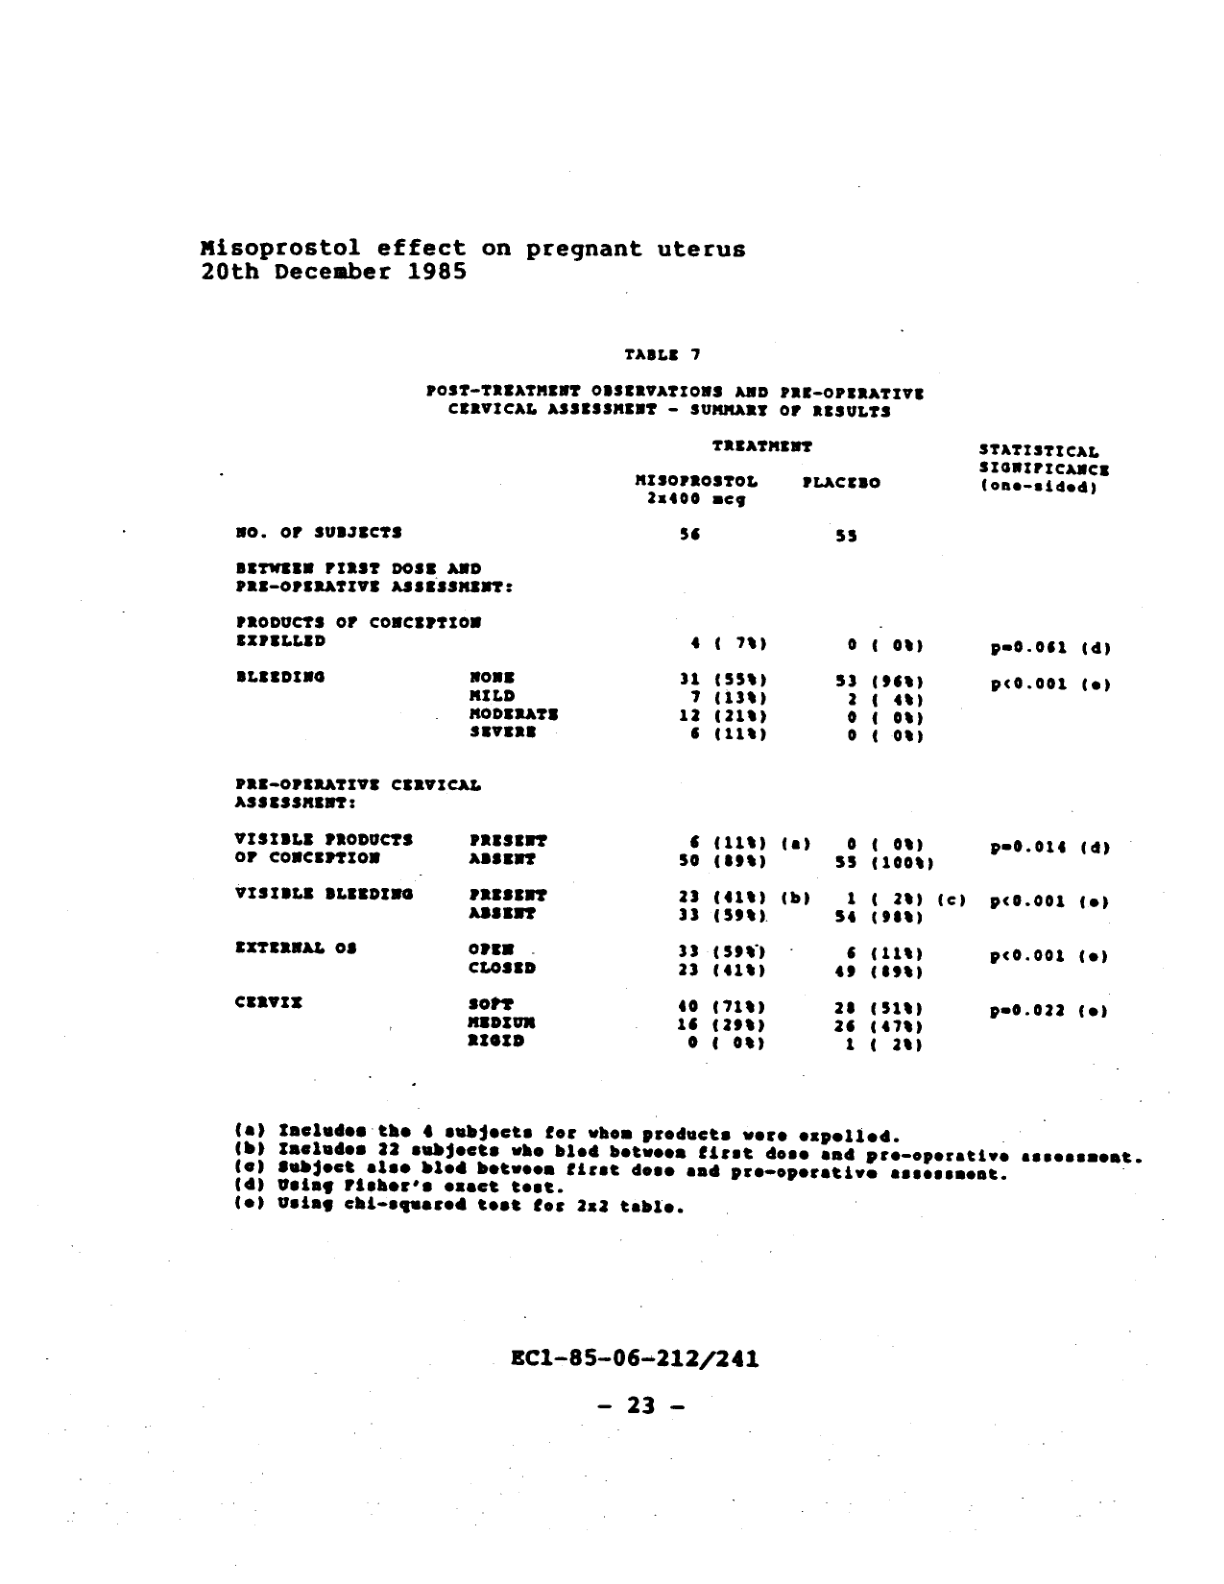 Misoprostol effect on pregnant uterus
20th December 1985
TABLE 7
POST-TREATMENT OBSERVATIONS AND PRE-OPERATIVE
CERVICAL ASSESSMENT - SUMMARY OF RESULTS
TREATMENT STATISTICAL
SIGNIFICANCE
MISOPROSTOL PLACEBO (one-sided)
2x400 mcg
NO. OF SUBJECTS 56 55
BETWEEN FIRST DOSE AND
PRE-OPERATIVE ASSESSMENT:
PRODUCTS OF CONCEPTION
EXPELLED 4 ( 7%) 0 ( 0%) p=0.061 (d)
BLEEDING NONE 31 (55%) 53 (96%) p<0.001 (e)
MILD 7 (13%) 2 ( 4%)
MODERATE 12 (21%) 0 ( 0%)
SEVERE 6 (11%) 0 ( 0%)
PRE-OPERATIVE CERVICAL
ASSESSMENT:
VISIBLE PRODUCTS PRESENT 6 (11%) (a) 0 ( 0%) p=0.014 (d)
OF CONCEPTION ABSENT 50 (89%) 55 (100%)
VISIBLE BLEEDING PRESENT 23 (41%) (b) 1 ( 2%) (c) p<0.001 (e)
ABSENT 33 (59%) 54 (98%)
EXTERNAL OS OPEN 33 (59%) 6 (11%) p<0.001 (e)
CLOSED 23 (41%) 49 (89%)
CERVIX SOFT 40 (71%) 28 (51%) p=0.022 (e)
MEDIUM 16 (29%) 26 (47%)
RIGID 0 ( 0%) 1 ( 2%)
(a) Includes the 4 subjects for whom products were expelled.
(b) Includes 22 subjects who bled between first dose and pre-operative assessment.
(c) Subject also bled between first dose and pre-operative assessment.
(d) Using Fisher's exact test.
(e) Using chi-squared test for 2x2 table.
EC1-85-06-212/241
- 23 -